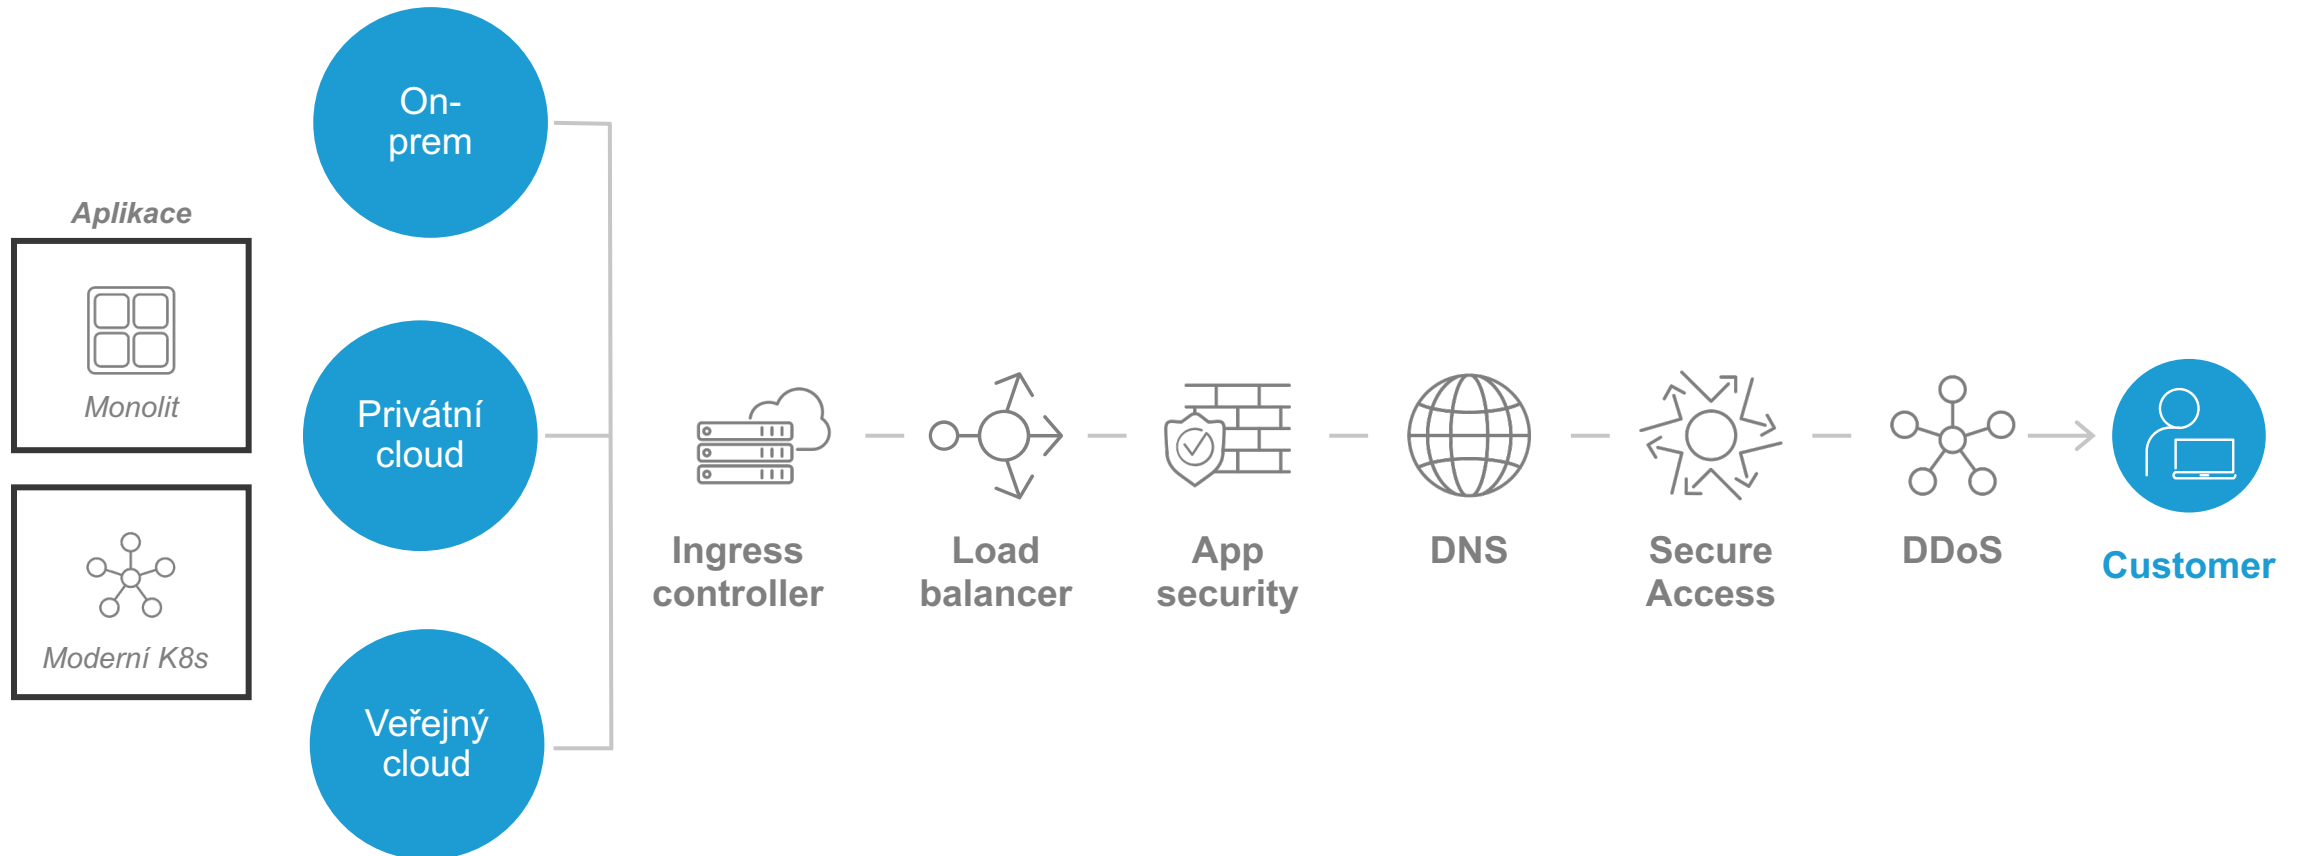 Aplikace
Monolit
Moderní K8s
On-
prem
Privátní
cloud
Veřejný
cloud
Ingress
controller
Load
balancer
App
security
DNS
Secure
Access
DDoS
Customer